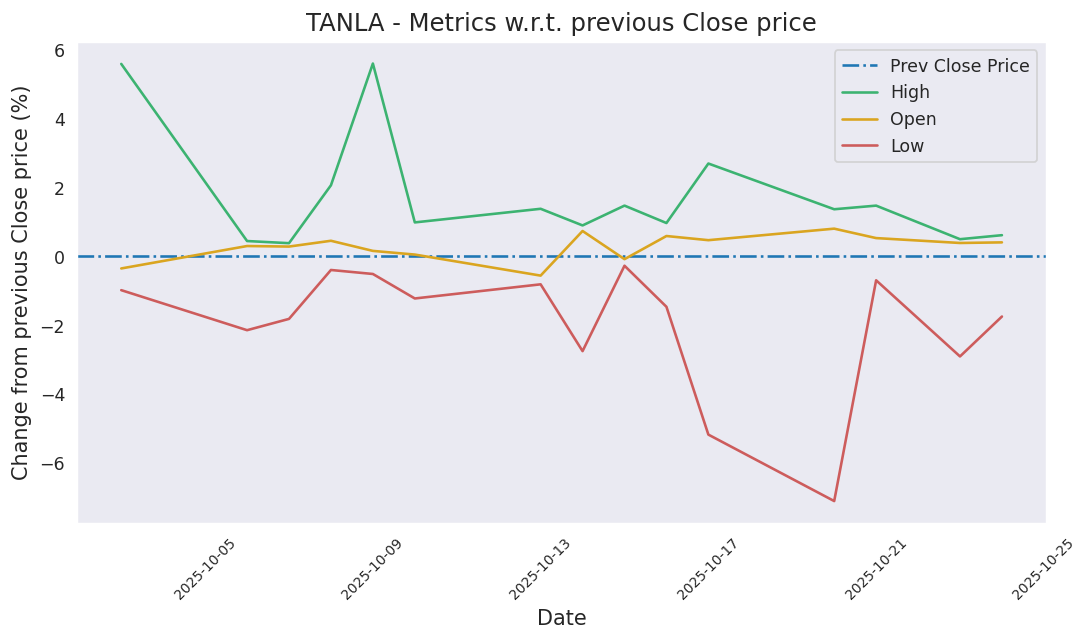 TANLA - Metrics w.r.t. previous Close price
Change from previous Close price (%)
6
4
2
0
−2
−4
−6
Prev Close Price
High
Open
Low
2025-10-05
2025-10-09
2025-10-13
2025-10-17
2025-10-21
2025-10-25
Date